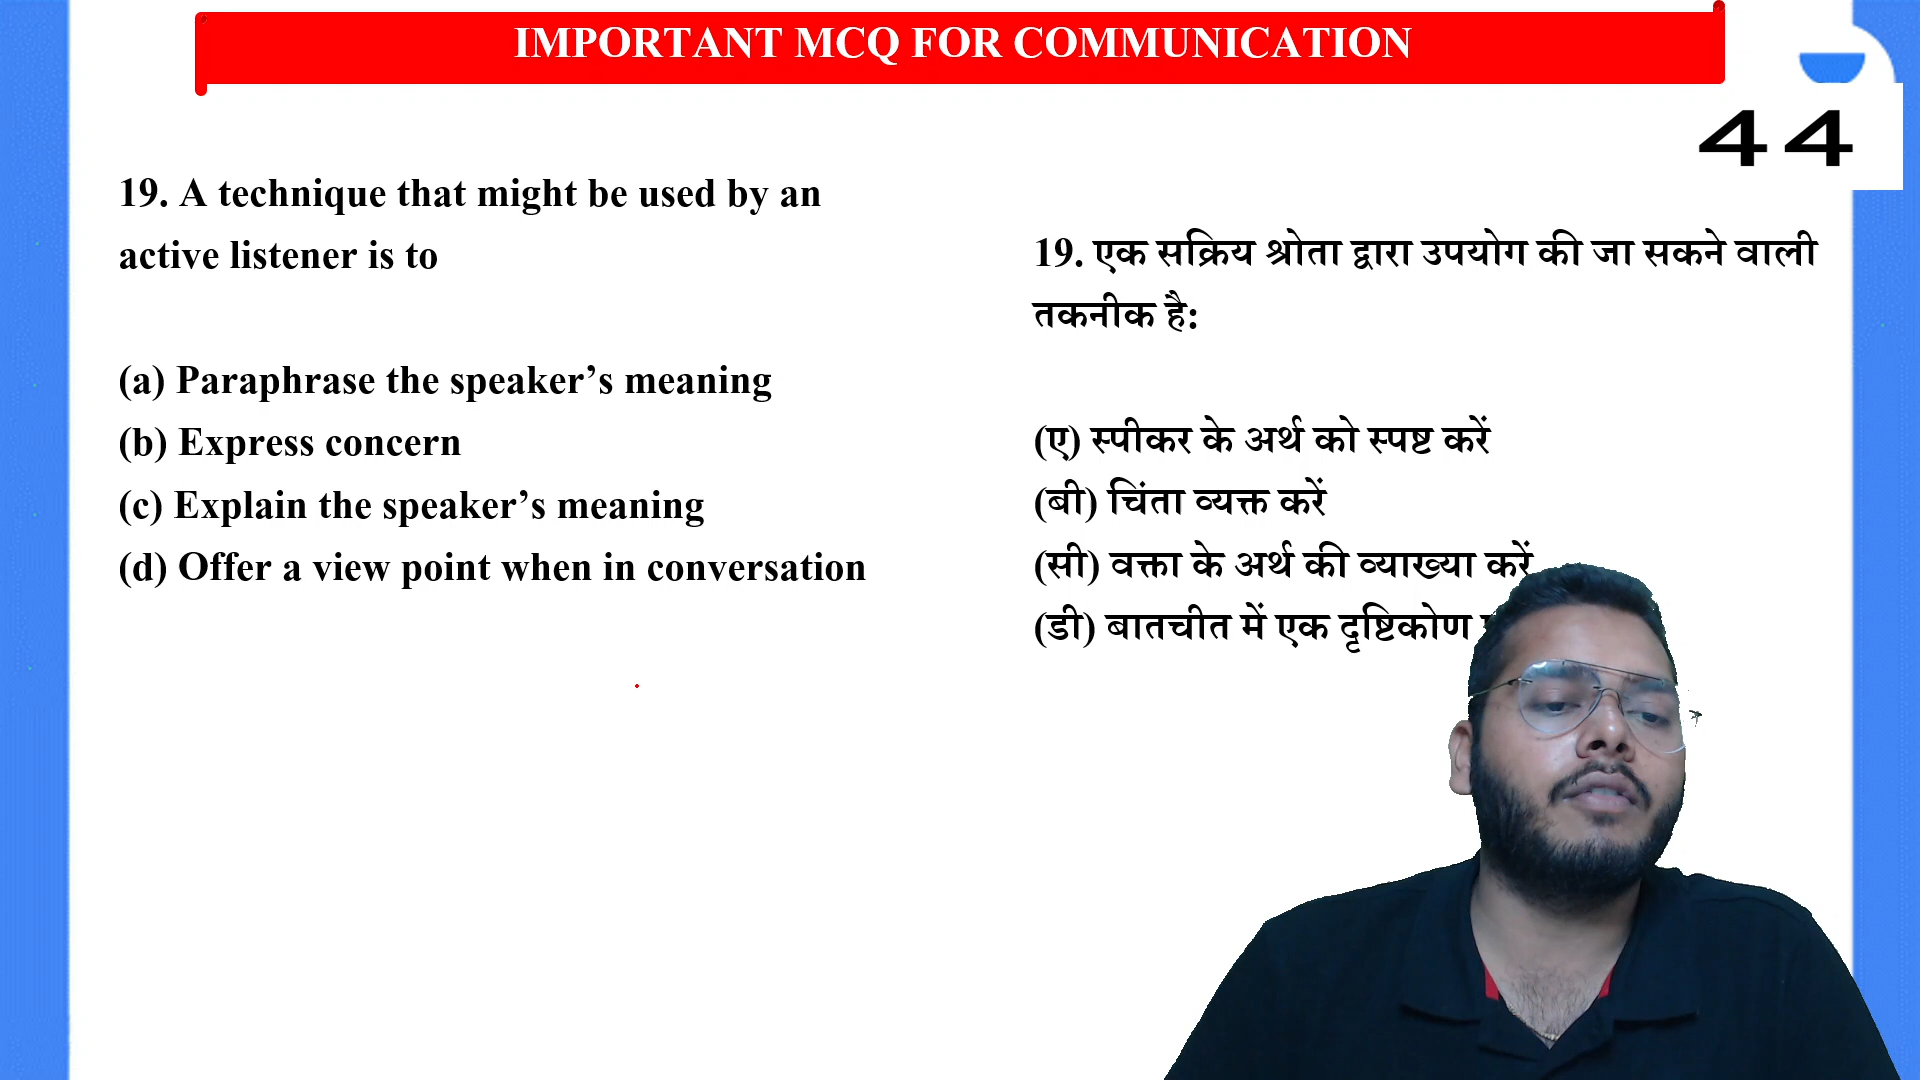 IMPORTANT MCQ FOR COMMUNICATION
44
19. A technique that might be used by an
active listener is to
(a) Paraphrase the speaker’s meaning
(b) Express concern
(c) Explain the speaker’s meaning
(d) Offer a view point when in conversation
19. एक सक्रिय श्रोता द्वारा उपयोग की जा सकने वाली
तकनीक है:
(ए) स्पीकर के अर्थ को स्पष्ट करें
(बी) चिंता व्यक्त करें
(सी) वक्ता के अर्थ की व्याख्या करें
(डी) बातचीत में एक दृष्टिकोण